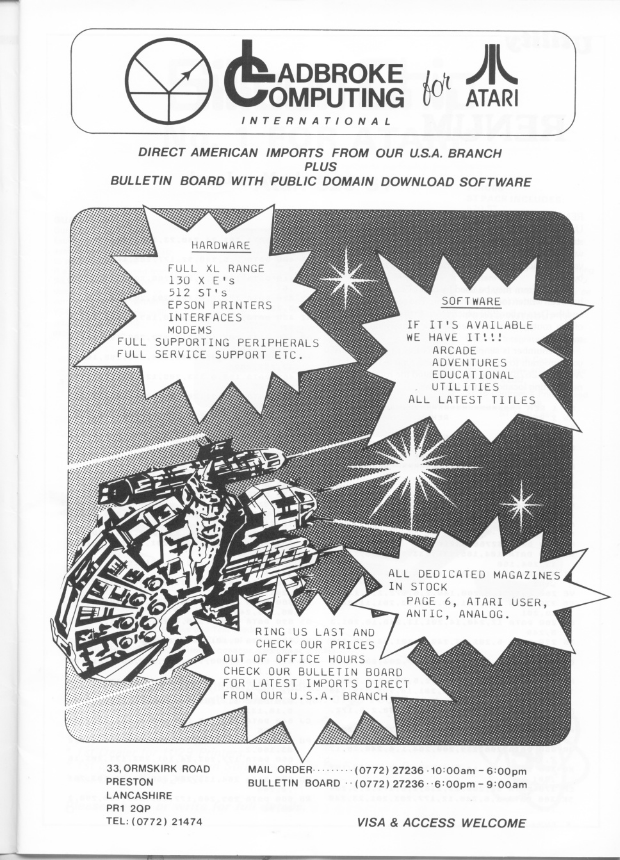 LADBROKE
COMPUTING
INTERNATIONAL
for
ATARI
DIRECT AMERICAN IMPORTS FROM OUR U.S.A. BRANCH
PLUS
BULLETIN BOARD WITH PUBLIC DOMAIN DOWNLOAD SOFTWARE
HARDWARE
FULL XL RANGE
130 X E's
512 ST's
EPSON PRINTERS
INTERFACES
MODEMS
FULL SUPPORTING PERIPHERALS
FULL SERVICE SUPPORT ETC.
SOFTWARE
IF IT'S AVAILABLE
WE HAVE IT!!!
ARCADE
ADVENTURES
EDUCATIONAL
UTILITIES
ALL LATEST TITLES
ALL DEDICATED MAGAZINES
IN STOCK
PAGE 6, ATARI USER,
ANTIC, ANALOG.
RING US LAST AND
CHECK OUR PRICES
OUT OF OFFICE HOURS
CHECK OUR BULLETIN BOARD
FOR LATEST IMPORTS DIRECT
FROM OUR U.S.A. BRANCH
33, ORMSKIRK ROAD
PRESTON
LANCASHIRE
PR1 2QP
TEL: (0772) 21474
MAIL ORDER·········(0772) 27236··10:00am – 6:00pm
BULLETIN BOARD ··(0772) 27236··6:00pm – 9:00am
VISA & ACCESS WELCOME